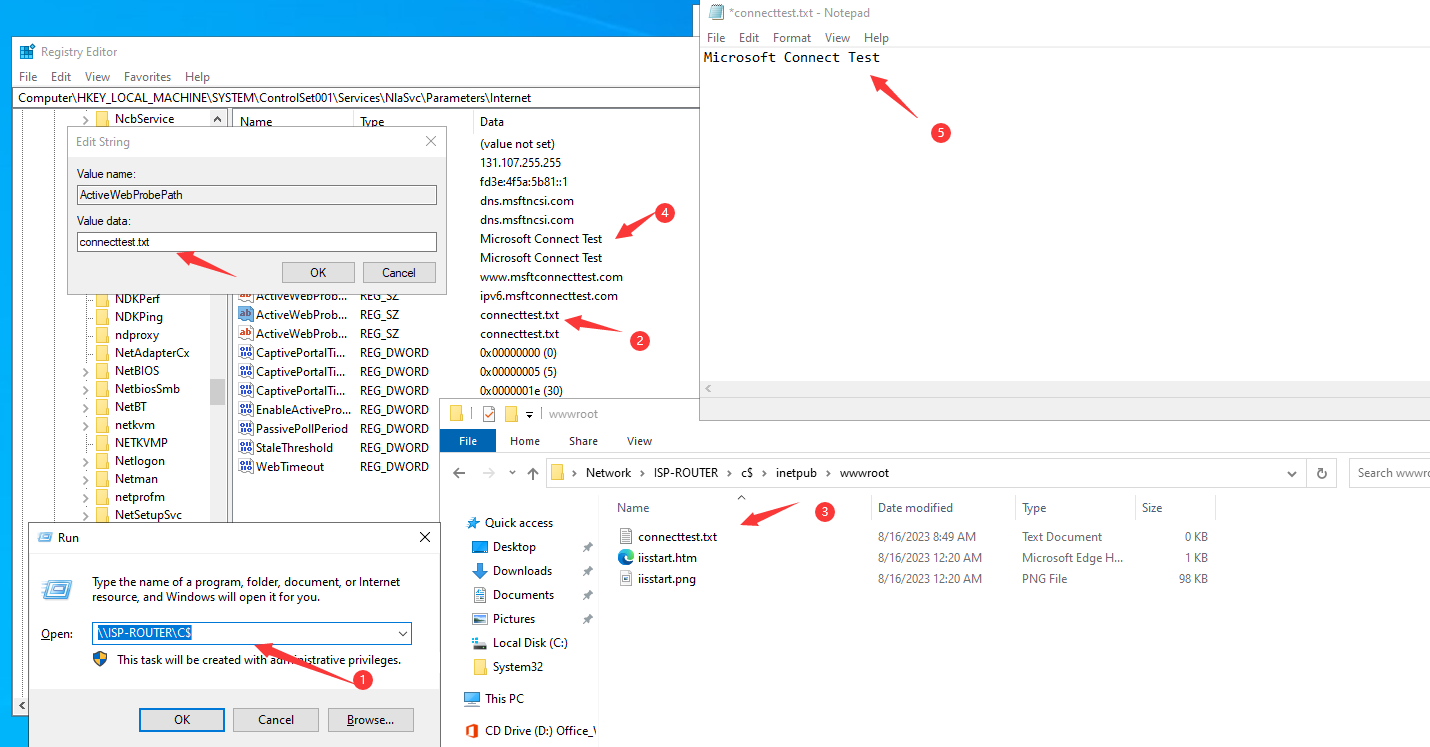 Registry Editor
File Edit View Favorites Help
Computer\HKEY_LOCAL_MACHINE\SYSTEM\ControlSet001\Services\NlaSvc\Parameters\Internet
NcbService
Name Type Data
Edit String
Value name:
ActiveWebProbePath
Value data:
connecttest.txt
OK Cancel
(value not set)
131.107.255.255
fd3e:4f5a:5b81::1
dns.msftncsi.com
dns.msftncsi.com
4
Microsoft Connect Test
Microsoft Connect Test
www.msftconnecttest.com
NDKPerf
ActiveWebProb... REG_SZ ipv6.msftconnecttest.com
NDKPing
ActiveWebProb... REG_SZ connecttest.txt
2
ndproxy
ActiveWebProb... REG_SZ connecttest.txt
NetAdapterCx
CaptivePortalTi... REG_DWORD 0x00000000 (0)
NetBIOS
CaptivePortalTi... REG_DWORD 0x00000005 (5)
NetbiosSmb
CaptivePortalTi... REG_DWORD 0x0000001e (30)
NetBT
EnableActivePro... REG_DWORD
netkvm
PassivePollPeriod REG_DWORD
NETKVMP
StaleThreshold REG_DWORD
Netlogon
WebTimeout REG_DWORD
Netman
netprofm
NetSetupSvc
*connecttest.txt - Notepad
File Edit Format View Help
Microsoft Connect Test
5
wwwroot
File Home Share View
Network ISP-ROUTER c$ inetpub wwwroot
Search wwwro
Quick access
Desktop
Downloads
Documents
Pictures
Local Disk (C:)
System32
This PC
CD Drive (D:) Office_V
Name Date modified Type Size
3
connecttest.txt 8/16/2023 8:49 AM Text Document 0 KB
iisstart.htm 8/16/2023 12:20 AM Microsoft Edge H... 1 KB
iisstart.png 8/16/2023 12:20 AM PNG File 98 KB
Run
Type the name of a program, folder, document, or Internet
resource, and Windows will open it for you.
Open: \\ISP-ROUTER\C$
This task will be created with administrative privileges.
1
OK Cancel Browse...